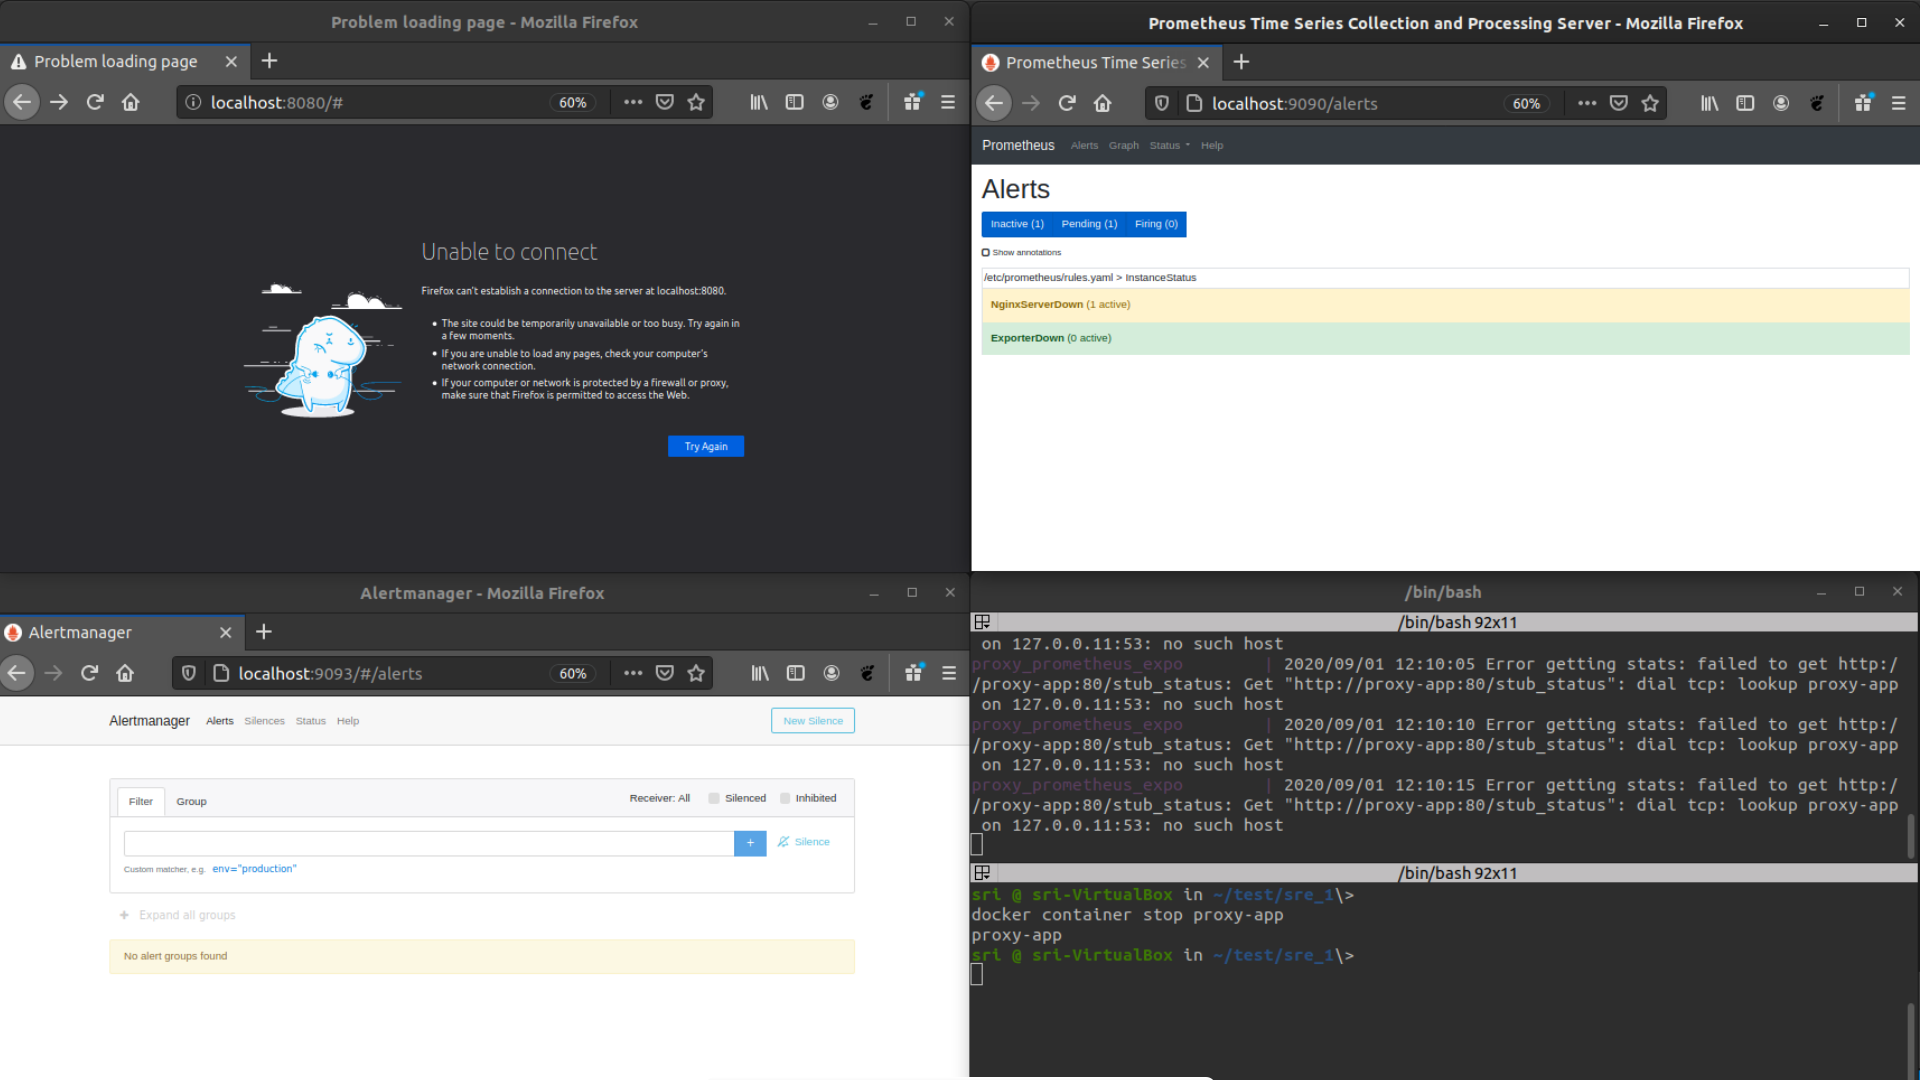 Problem loading page - Mozilla Firefox
Problem loading page
localhost:8080/#
60%
Unable to connect
Firefox can't establish a connection to the server at localhost:8080.
The site could be temporarily unavailable or too busy. Try again in
a few moments.
If you are unable to load any pages, check your computer's
network connection.
If your computer or network is protected by a firewall or proxy,
make sure that Firefox is permitted to access the Web.
Try Again
Prometheus Time Series Collection and Processing Server - Mozilla Firefox
Prometheus Time Series
localhost:9090/alerts
60%
Prometheus Alerts Graph Status Help
Alerts
Inactive (1) Pending (1) Firing (0)
Show annotations
/etc/prometheus/rules.yaml > InstanceStatus
NginxServerDown (1 active)
ExporterDown (0 active)
Alertmanager - Mozilla Firefox
Alertmanager
localhost:9093/#/alerts
60%
Alertmanager Alerts Silences Status Help
New Silence
Filter Group
Receiver: All Silenced Inhibited
+ Silence
Custom matcher, e.g. env="production"
+ Expand all groups
No alert groups found
/bin/bash
/bin/bash 92x11
on 127.0.0.11:53: no such host
proxy_prometheus_expo | 2020/09/01 12:10:05 Error getting stats: failed to get http:/
/proxy-app:80/stub_status: Get "http://proxy-app:80/stub_status": dial tcp: lookup proxy-app
on 127.0.0.11:53: no such host
proxy_prometheus_expo | 2020/09/01 12:10:10 Error getting stats: failed to get http:/
/proxy-app:80/stub_status: Get "http://proxy-app:80/stub_status": dial tcp: lookup proxy-app
on 127.0.0.11:53: no such host
proxy_prometheus_expo | 2020/09/01 12:10:15 Error getting stats: failed to get http:/
/proxy-app:80/stub_status: Get "http://proxy-app:80/stub_status": dial tcp: lookup proxy-app
on 127.0.0.11:53: no such host
/bin/bash 92x11
sri @ sri-VirtualBox in ~/test/sre_1\>
docker container stop proxy-app
proxy-app
sri @ sri-VirtualBox in ~/test/sre_1\>